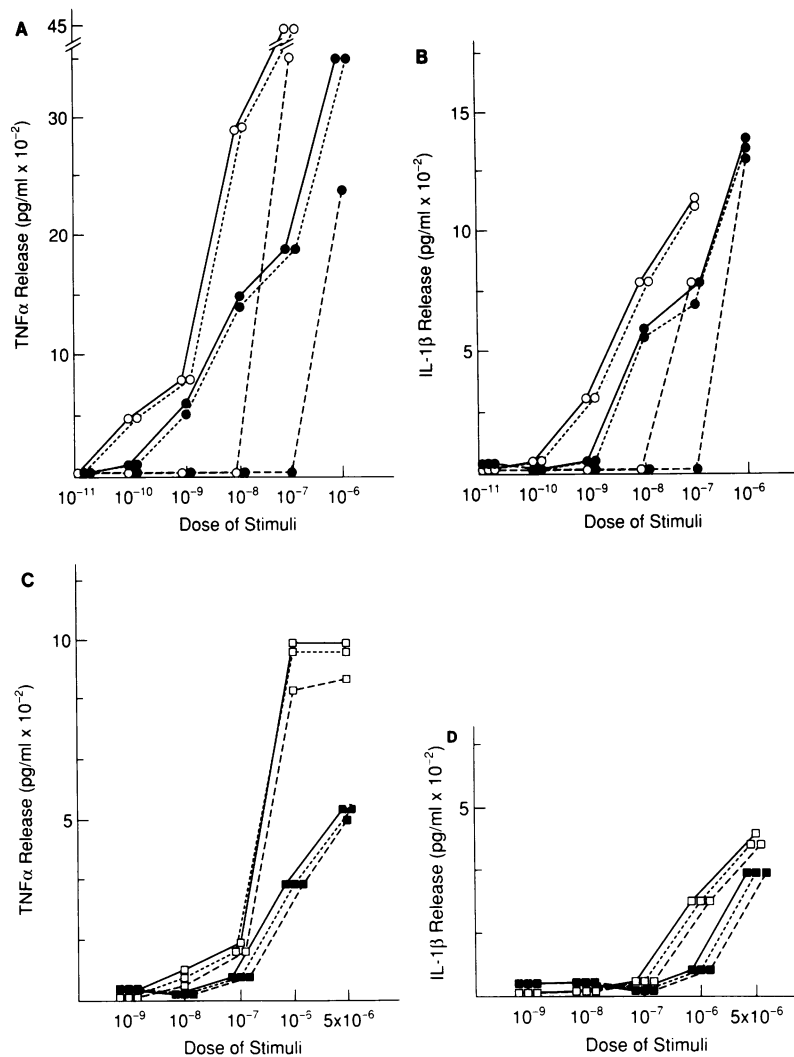 A
TNFα Release (pg/ml x 10⁻²)
45
30
20
10
10⁻¹¹ 10⁻¹⁰ 10⁻⁹ 10⁻⁸ 10⁻⁷ 10⁻⁶
Dose of Stimuli
B
IL-1β Release (pg/ml x 10⁻²)
15
10
5
10⁻¹¹ 10⁻¹⁰ 10⁻⁹ 10⁻⁸ 10⁻⁷ 10⁻⁶
Dose of Stimuli
C
TNFα Release (pg/ml x 10⁻²)
10
5
10⁻⁹ 10⁻⁸ 10⁻⁷ 10⁻⁵ 5x10⁻⁶
Dose of Stimuli
D
IL-1β Release (pg/ml x 10⁻²)
5
10⁻⁹ 10⁻⁸ 10⁻⁷ 10⁻⁶ 5x10⁻⁶
Dose of Stimuli